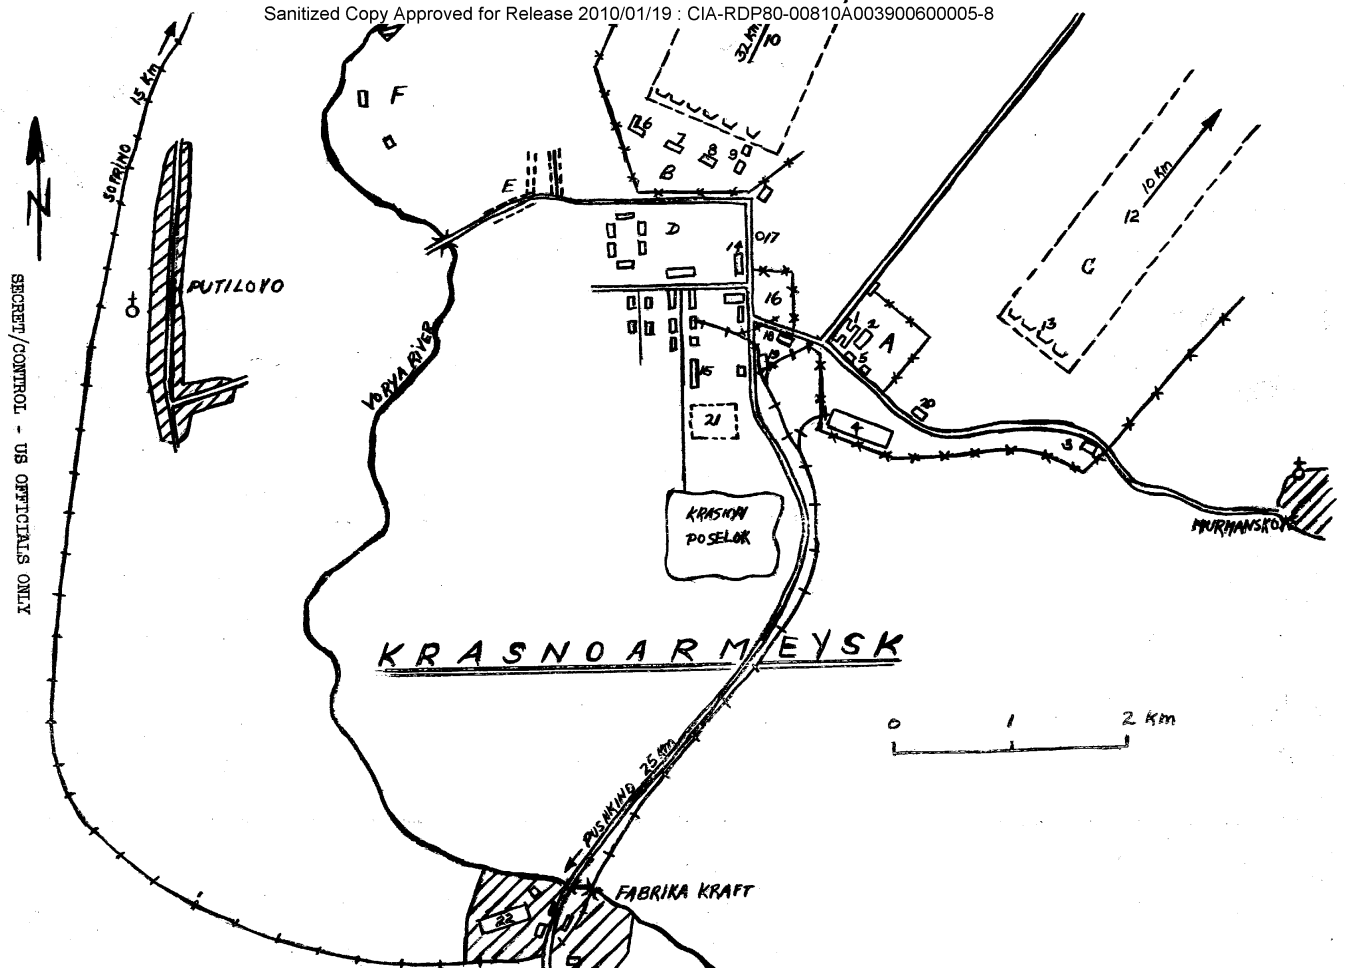 Sanitized Copy Approved for Release 2010/01/19 : CIA-RDP80-00810A003900600005-8
32 Km
10
15 Km
F
SOFRINO
N
6
7
8
9
B
10 Km
12
E
C
D
17
14
PUTILOVO
16
13
1
2
A
18
5
19
15
VORYA RIVER
20
21
4
3
SECRET/CONTROL - US OFFICIALS ONLY
KRASNYI
POSELOK
MURMANSKOY
KRASNOARMEYSK
0 1 2 Km
25 Km
PUSHKINO
FABRIKA KRAFT
22